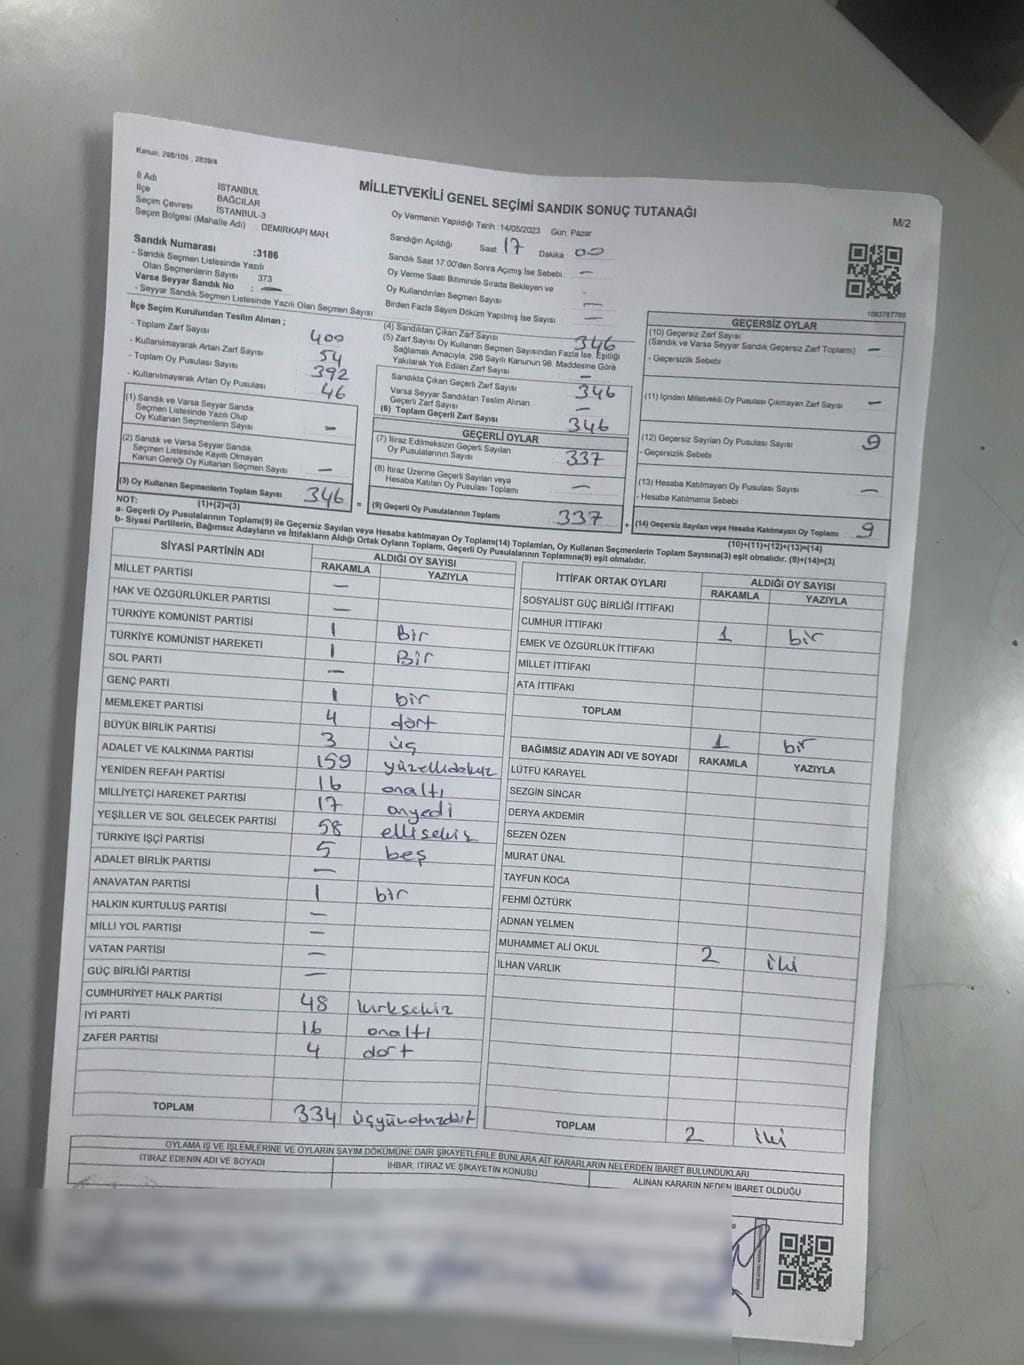 Kanun: 298/105 , 2839/4
MİLLETVEKİLİ GENEL SEÇİMİ SANDIK SONUÇ TUTANAĞI
M/2
İl Adı İSTANBUL
İlçe BAĞCILAR
Seçim Çevresi İSTANBUL-3
Seçim Bölgesi (Mahalle Adı) : DEMİRKAPI MAH.
Sandık Numarası :3186
- Sandık Seçmen Listesinde Yazılı
Olan Seçmenlerin Sayısı 373
Varsa Seyyar Sandık No : —
- Seyyar Sandık Seçmen Listesinde Yazılı Olan Seçmen Sayısı
Oy Vermenin Yapıldığı Tarih : 14/05/2023 Gün: Pazar
Sandığın Açıldığı Saat 17 Dakika 00
Sandık Saat 17:00'den Sonra Açımış İse Sebebi —
Oy Verme Saati Bitiminde Sırada Bekleyen ve
Oy Kullandırılan Seçmen Sayısı —
Birden Fazla Sayım Döküm Yapılmış İse Sayısı —
1083787760
İlçe Seçim Kurulundan Teslim Alınan ;
- Toplam Zarf Sayısı 400
- Kullanılmayarak Artan Zarf Sayısı 54
- Toplam Oy Pusulası Sayısı 392
- Kullanılmayarak Artan Oy Pusulası 46
(1) Sandık ve Varsa Seyyar Sandık
Seçmen Listesinde Yazılı Olup
Oy Kullanan Seçmenlerin Sayısı —
(2) Sandık ve Varsa Seyyar Sandık
Seçmen Listesinde Kayıtlı Olmayan
Kanun Gereği Oy Kullanan Seçmen Sayısı —
(3) Oy Kullanan Seçmenlerin Toplam Sayısı 346
(1)+(2)=(3)
(4) Sandıktan Çıkan Zarf Sayısı 346
(5) Zarf Sayısı Oy Kullanan Seçmen Sayısından Fazla İse, Eşitliği
Sağlamak Amacıyla, 298 Sayılı Kanunun 98. Maddesine Göre
Yakılarak Yok Edilen Zarf Sayısı —
Sandıkta Çıkan Geçerli Zarf Sayısı 346
Varsa Seyyar Sandıktan Teslim Alınan
Geçerli Zarf Sayısı —
(6) Toplam Geçerli Zarf Sayısı 346
GEÇERLİ OYLAR
(7) İtiraz Edilmeksizin Geçerli Sayılan
Oy Pusulalarının Sayısı 337
(8) İtiraz Üzerine Geçerli Sayılan veya
Hesaba Katılan Oy Pusulası Toplamı —
= (9) Geçerli Oy Pusulalarının Toplamı 337
GEÇERSİZ OYLAR
(10) Geçersiz Zarf Sayısı
(Sandık ve Varsa Seyyar Sandık Geçersiz Zarf Toplamı) —
- Geçersizlik Sebebi
(11) İçinden Milletvekili Oy Pusulası Çıkmayan Zarf Sayısı —
(12) Geçersiz Sayılan Oy Pusulası Sayısı 9
- Geçersizlik Sebebi
(13) Hesaba Katılmayan Oy Pusulası Sayısı —
- Hesaba Katılmama Sebebi
+ (14) Geçersiz Sayılan veya Hesaba Katılmayan Oy Toplamı 9
(10)+(11)+(12)+(13)=(14)
NOT:
a- Geçerli Oy Pusulalarının Toplamı(9) ile Geçersiz Sayılan veya Hesaba katılmayan Oy Toplamı(14) Toplamları, Oy Kullanan Seçmenlerin Toplam Sayısına(3) eşit olmalıdır. (9)+(14)=(3)
b- Siyasi Partilerin, Bağımsız Adayların ve İttifakların Aldığı Ortak Oyların Toplamı, Geçerli Oy Pusulalarının Toplamına(9) eşit olmalıdır.
SİYASİ PARTİNİN ADI ALDIĞI OY SAYISI
RAKAMLA YAZIYLA
MİLLET PARTİSİ —
HAK VE ÖZGÜRLÜKLER PARTİSİ —
TÜRKİYE KOMÜNİST PARTİSİ 1 Bir
TÜRKİYE KOMÜNİST HAREKETİ 1 Bir
SOL PARTİ —
GENÇ PARTİ 1 bir
MEMLEKET PARTİSİ 4 dört
BÜYÜK BİRLİK PARTİSİ 3 üç
ADALET VE KALKINMA PARTİSİ 159 yüzellidokuz
YENİDEN REFAH PARTİSİ 16 onaltı
MİLLİYETÇİ HAREKET PARTİSİ 17 onyedi
YEŞİLLER VE SOL GELECEK PARTİSİ 58 ellisekiz
TÜRKİYE İŞÇİ PARTİSİ 5 beş
ADALET BİRLİK PARTİSİ —
ANAVATAN PARTİSİ 1 bir
HALKIN KURTULUŞ PARTİSİ —
MİLLİ YOL PARTİSİ —
VATAN PARTİSİ —
GÜÇ BİRLİĞİ PARTİSİ —
CUMHURİYET HALK PARTİSİ 48 kırksekiz
İYİ PARTİ 16 onaltı
ZAFER PARTİSİ 4 dört
TOPLAM 334 üçyüzotuzdört
İTTİFAK ORTAK OYLARI ALDIĞI OY SAYISI
RAKAMLA YAZIYLA
SOSYALİST GÜÇ BİRLİĞİ İTTİFAKI
CUMHUR İTTİFAKI 1 bir
EMEK VE ÖZGÜRLÜK İTTİFAKI
MİLLET İTTİFAKI
ATA İTTİFAKI
TOPLAM 1 bir
BAĞIMSIZ ADAYIN ADI VE SOYADI RAKAMLA YAZIYLA
LÜTFÜ KARAYEL
SEZGİN SİNCAR
DERYA AKDEMİR
SEZEN ÖZEN
MURAT ÜNAL
TAYFUN KOCA
FEHMİ ÖZTÜRK
ADNAN YELMEN
MUHAMMET ALİ OKUL 2 iki
İLHAN VARLIK
TOPLAM 2 iki
OYLAMA İŞ VE İŞLEMLERİNE VE OYLARIN SAYIM DÖKÜMÜNE DAİR ŞİKAYETLERLE BUNLARA AİT KARARLARIN NELERDEN İBARET BULUNDUKLARI
İTİRAZ EDENİN ADI VE SOYADI
İHBAR, İTİRAZ VE ŞİKAYETİN KONUSU
ALINAN KARARIN NEDEN İBARET OLDUĞU